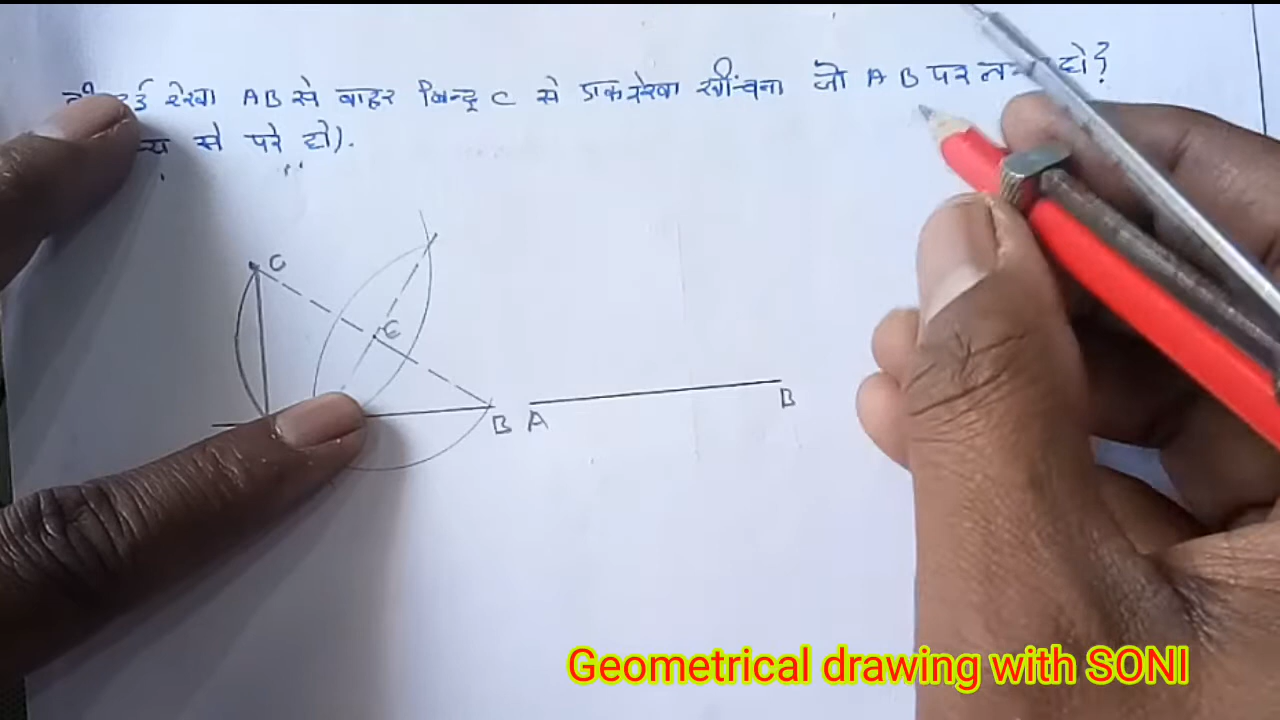 रेखा AB से बाहर बिन्दु C से एक रेखा खींचना जो AB पर हो?
से परे हो).
C
E
B A B
Geometrical drawing with SONI